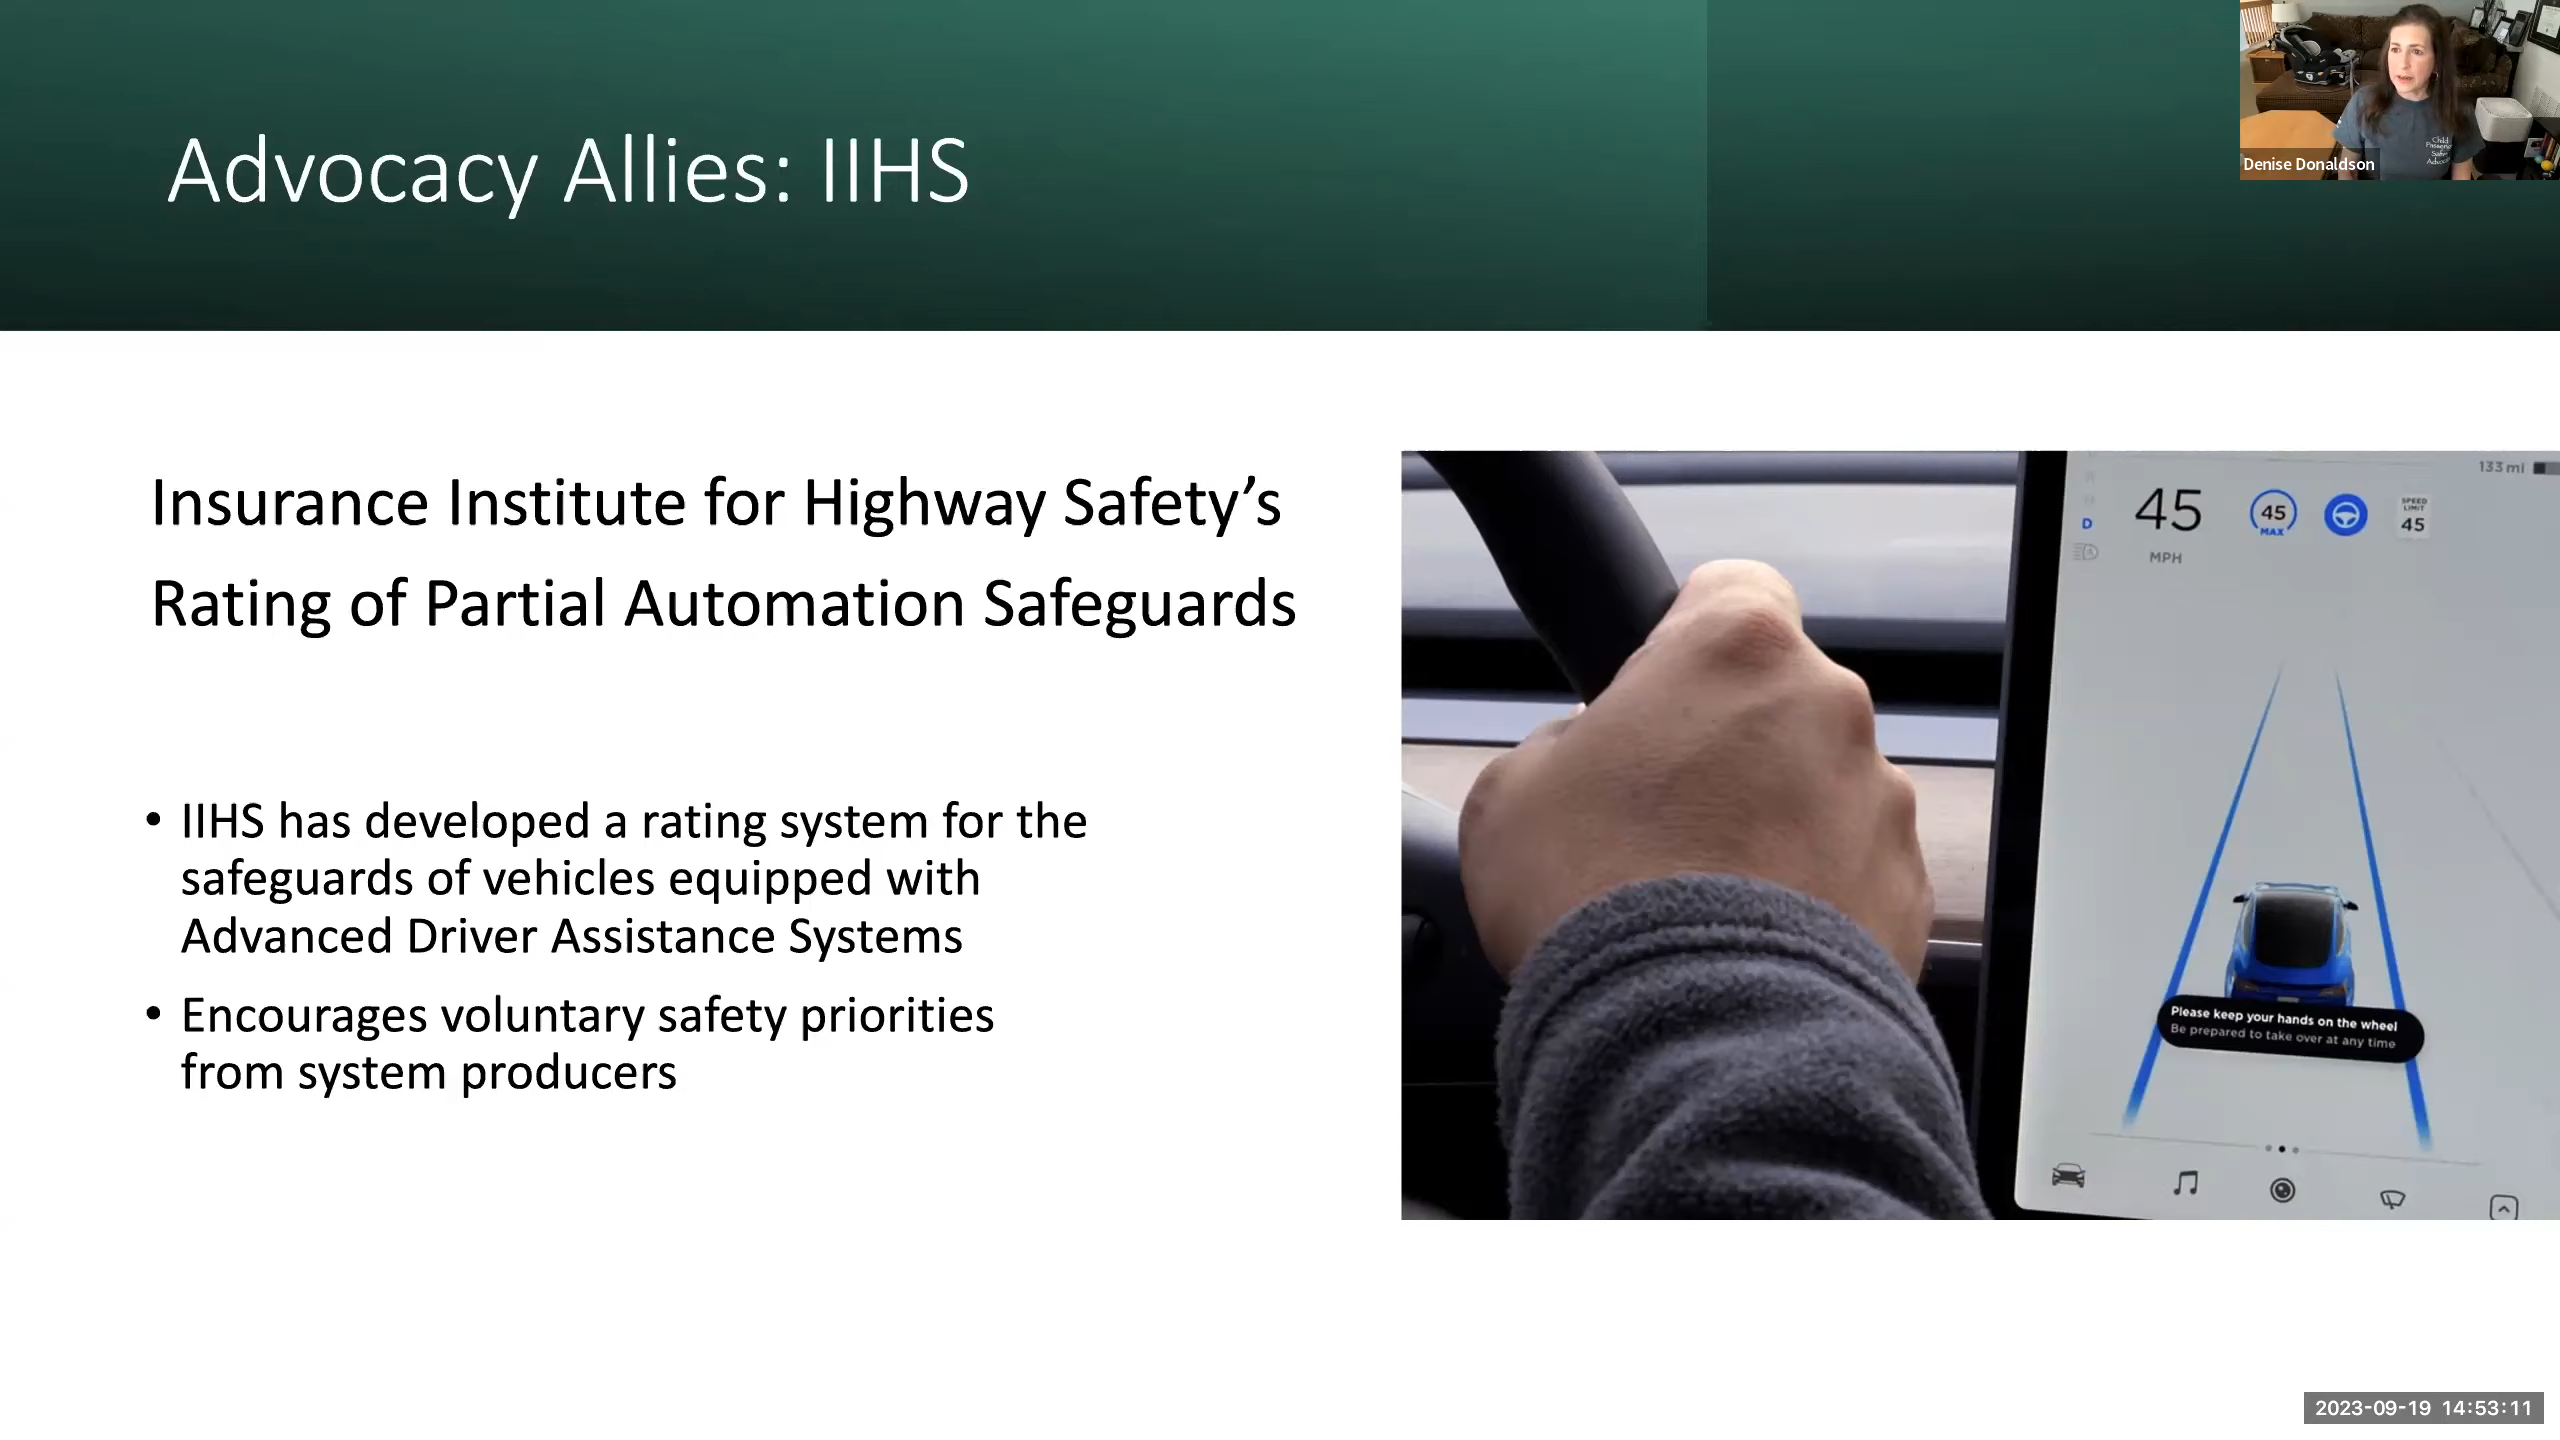 Advocacy Allies: IIHS
Denise Donaldson
Child
Passenger
Safety
Insurance Institute for Highway Safety’s
Rating of Partial Automation Safeguards
• IIHS has developed a rating system for the
safeguards of vehicles equipped with
Advanced Driver Assistance Systems
• Encourages voluntary safety priorities
from system producers
133 mi
R
N
D
45
MPH
45
MAX
SPEED
LIMIT
45
Please keep your hands on the wheel
Be prepared to take over at any time
2023-09-19 14:53:11